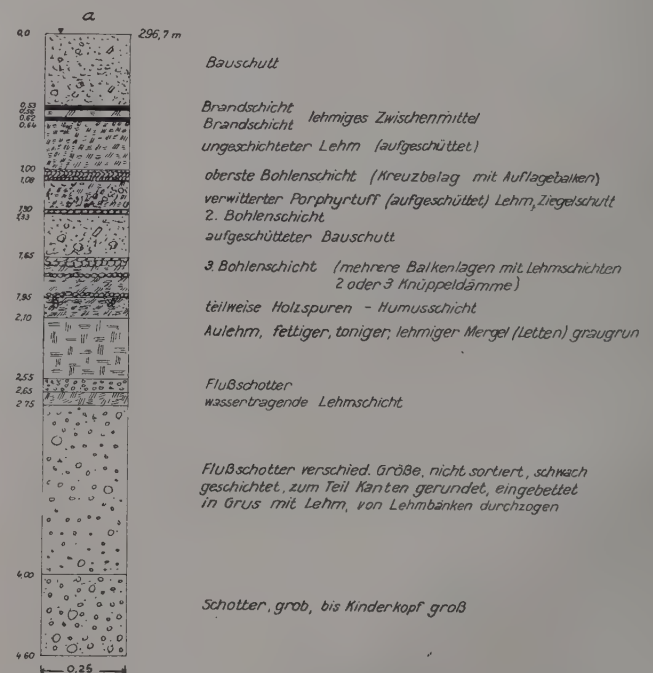 a
0,0
296,7 m
Bauschutt
0,53
0,56
0,62
0,64
Brandschicht
Brandschicht lehmiges Zwischenmittel
ungeschichteter Lehm (aufgeschüttet)
1,00
1,08
oberste Bohlenschicht (Kreuzbelag mit Auflagebalken)
verwitterter Porphyrtuff (aufgeschüttet) Lehm, Ziegelschutt
1,30
2. Bohlenschicht
aufgeschütteter Bauschutt
1,65
3. Bohlenschicht (mehrere Balkenlagen mit Lehmschichten
2 oder 3 Knüppeldämme)
1,95
teilweise Holzspuren - Humusschicht
2,10
Aulehm, fettiger, toniger, lehmiger Mergel (Letten) graugrun
2,55
2,65
2,75
Flußschotter
wassertragende Lehmschicht
Flußschotter verschied. Größe, nicht sortiert, schwach
geschichtet, zum Teil Kanten gerundet, eingebettet
in Grus mit Lehm, von Lehmbänken durchzogen
4,00
Schotter, grob, bis Kinderkopf groß
4,60
0,25